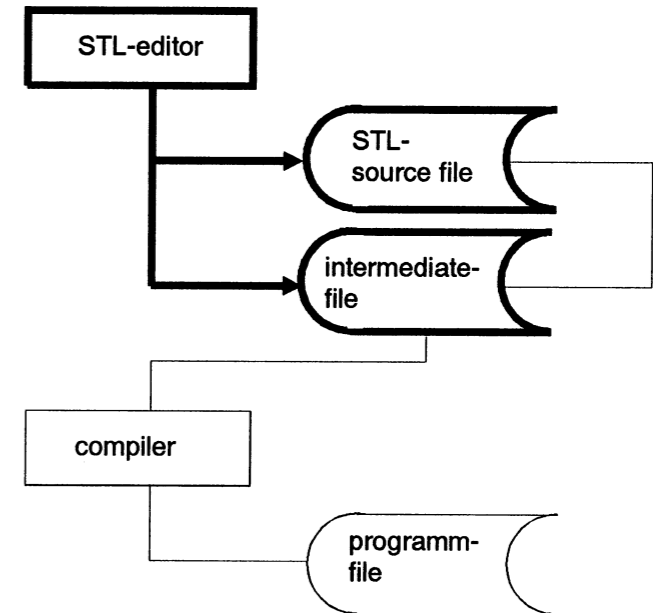 STL-editor
STL-
source file
intermediate-
file
compiler
programm-
file